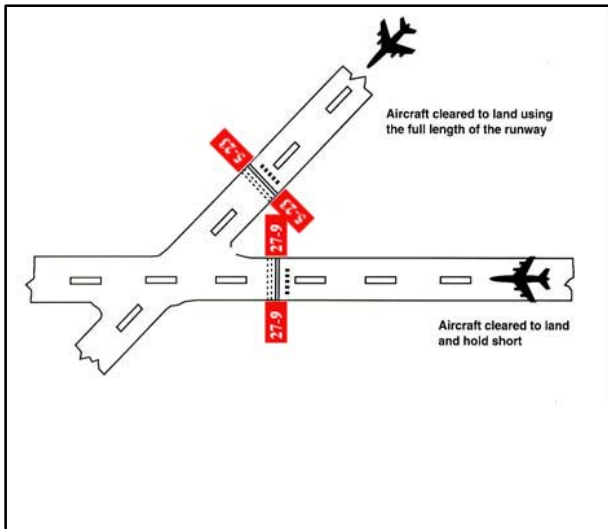 Aircraft cleared to land using
the full length of the runway
5-23
5-23
27-9
27-9
Aircraft cleared to land
and hold short